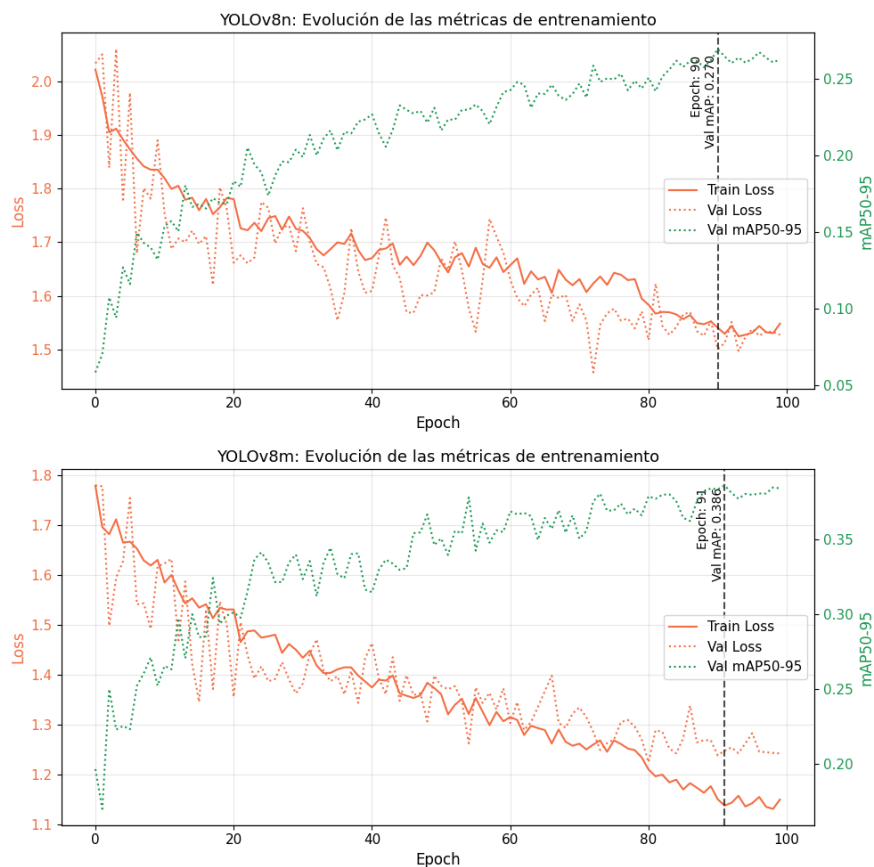 YOLOv8n: Evolución de las métricas de entrenamiento
2.0
1.9
1.8
1.7
1.6
1.5
Loss
0.25
0.20
0.15
0.10
0.05
mAP50-95
Epoch: 90
Val mAP: 0.270
Train Loss
Val Loss
Val mAP50-95
0 20 40 60 80 100
Epoch
YOLOv8m: Evolución de las métricas de entrenamiento
1.8
1.7
1.6
1.5
1.4
1.3
1.2
1.1
Loss
0.35
0.30
0.25
0.20
mAP50-95
Epoch: 91
Val mAP: 0.386
Train Loss
Val Loss
Val mAP50-95
0 20 40 60 80 100
Epoch